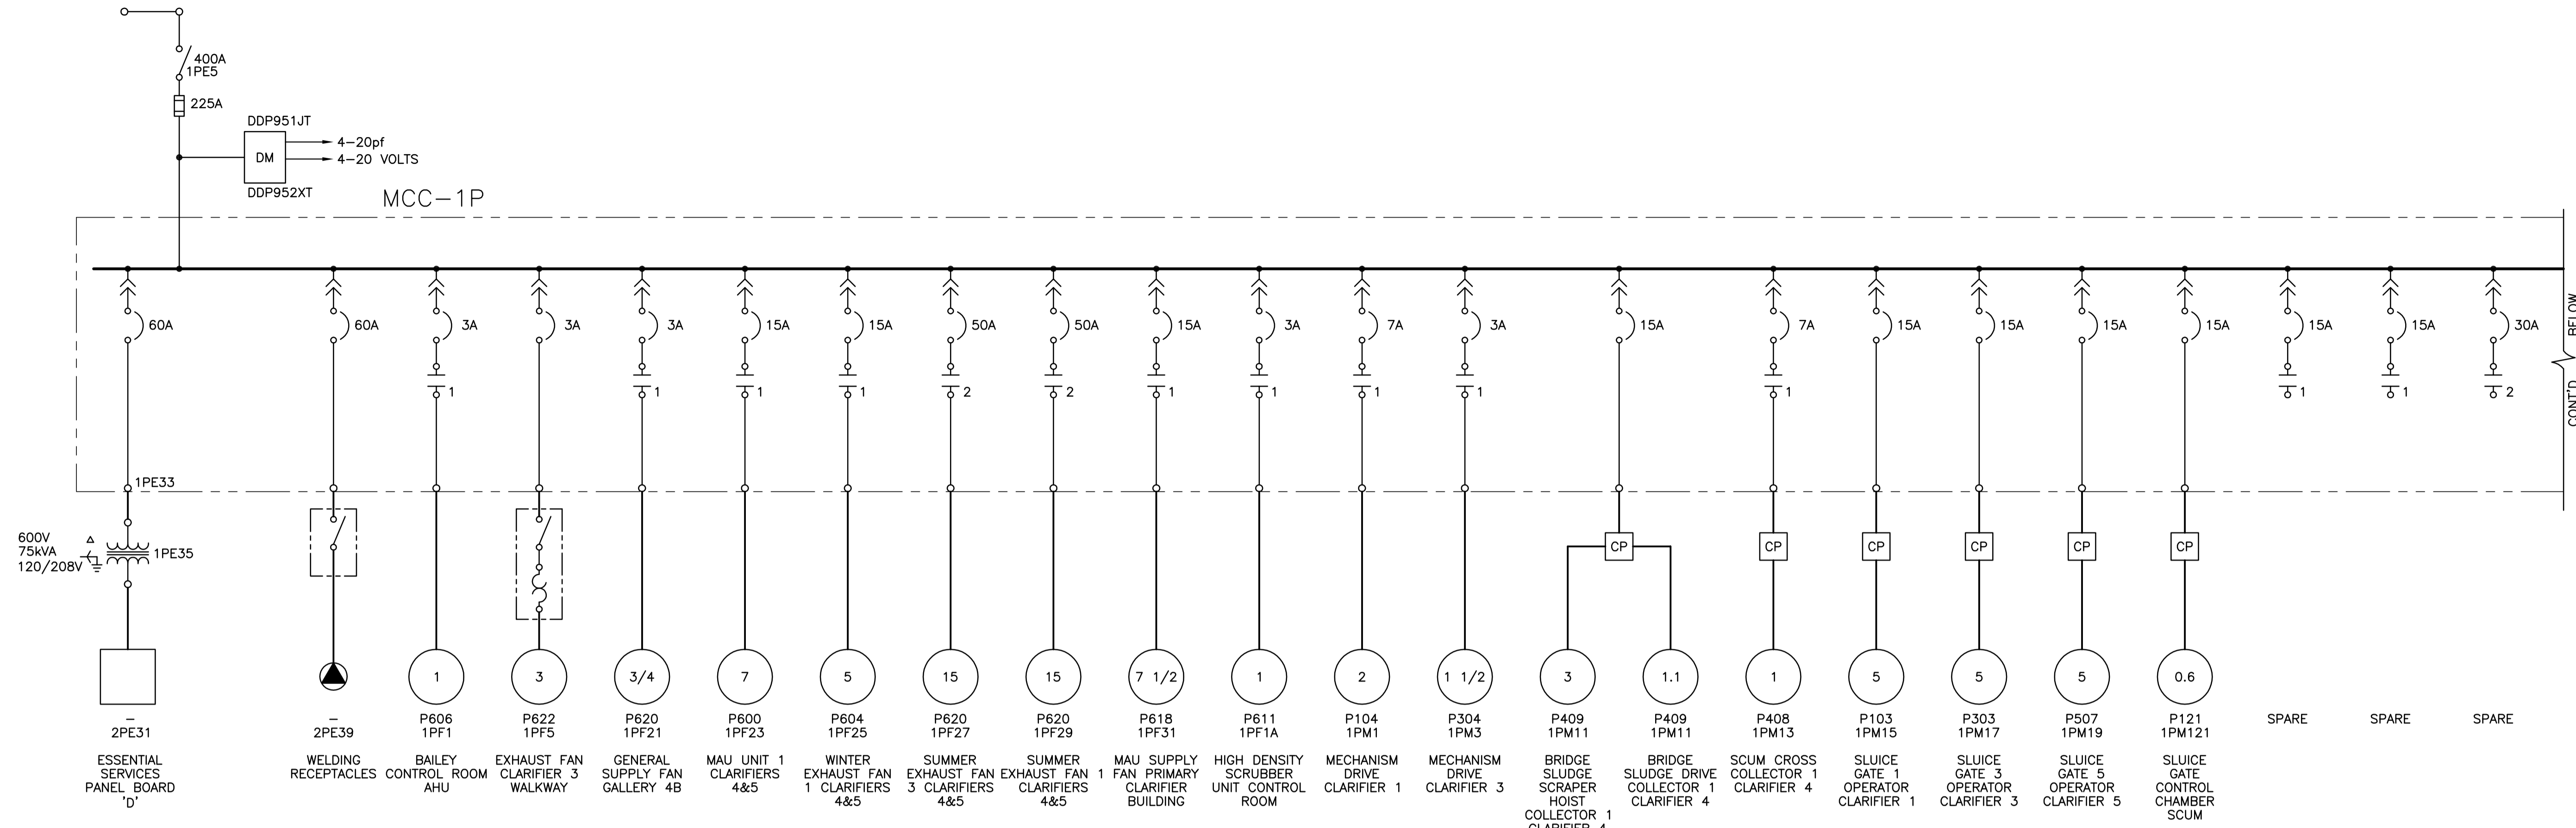 400A
1PE5
225A
DDP951JT
DM
4-20pf
4-20 VOLTS
DDP952XT
MCC-1P
60A
60A
3A
3A
3A
15A
15A
50A
50A
15A
3A
7A
3A
15A
7A
15A
15A
15A
15A
15A
15A
30A
CONT'D BELOW
1
1
1
1
2
2
1
1
1
1
1
1
1
2
1PE33
600V
75kVA
120/208V
1PE35
CP
CP
CP
CP
CP
CP
1
3
3/4
7
5
15
15
7 1/2
1
2
1 1/2
3
1.1
1
5
5
5
0.6
–
2PE31
ESSENTIAL
SERVICES
PANEL BOARD
'D'
–
2PE39
WELDING
RECEPTACLES
P606
1PF1
BAILEY
CONTROL ROOM
AHU
P622
1PF5
EXHAUST FAN
CLARIFIER 3
WALKWAY
P620
1PF21
GENERAL
SUPPLY FAN
GALLERY 4B
P600
1PF23
MAU UNIT 1
CLARIFIERS
4&5
P604
1PF25
WINTER
EXHAUST FAN
1 CLARIFIERS
4&5
P620
1PF27
SUMMER
EXHAUST FAN
3 CLARIFIERS
4&5
P620
1PF29
SUMMER
EXHAUST FAN 1
CLARIFIERS
4&5
P618
1PF31
MAU SUPPLY
FAN PRIMARY
CLARIFIER
BUILDING
P611
1PF1A
HIGH DENSITY
SCRUBBER
UNIT CONTROL
ROOM
P104
1PM1
MECHANISM
DRIVE
CLARIFIER 1
P304
1PM3
MECHANISM
DRIVE
CLARIFIER 3
P409
1PM11
BRIDGE
SLUDGE
SCRAPER
HOIST
COLLECTOR 1
CLARIFIER 4
P409
1PM11
BRIDGE
SLUDGE DRIVE
COLLECTOR 1
CLARIFIER 4
P408
1PM13
SCUM CROSS
COLLECTOR 1
CLARIFIER 4
P103
1PM15
SLUICE
GATE 1
OPERATOR
CLARIFIER 1
P303
1PM17
SLUICE
GATE 3
OPERATOR
CLARIFIER 3
P507
1PM19
SLUICE
GATE 5
OPERATOR
CLARIFIER 5
P121
1PM121
SLUICE
GATE
CONTROL
CHAMBER
SCUM
SPARE
SPARE
SPARE